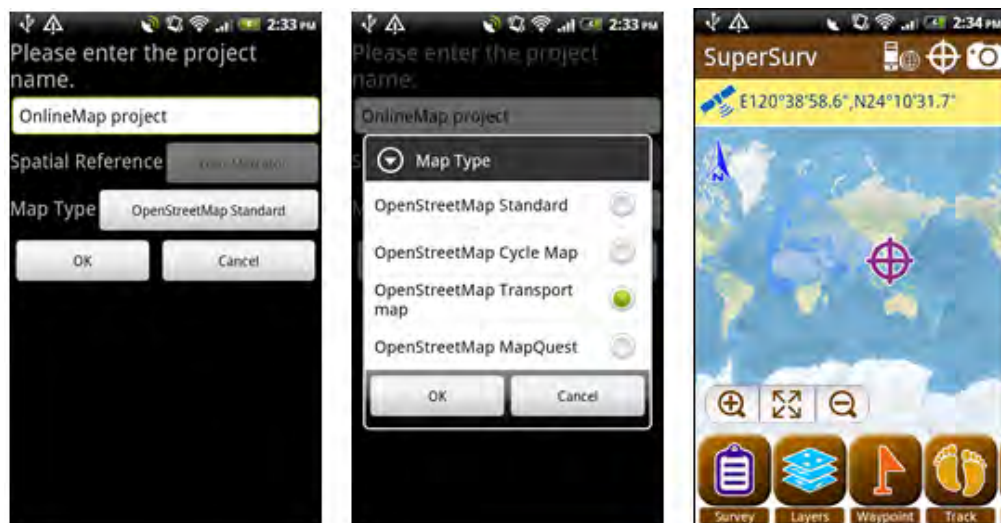 2:33 PM
Please enter the project
name.
OnlineMap project
Spatial Reference
Map Type
OpenStreetMap Standard
OK
Cancel
2:33 PM
Please enter the project
name.
OnlineMap project
Map Type
OpenStreetMap Standard
OpenStreetMap Cycle Map
OpenStreetMap Transport
map
OpenStreetMap MapQuest
OK
Cancel
2:34 PM
SuperSurv
E120°38'58.6",N24°10'31.7"
N
Survey
Layers
Waypoint
Track